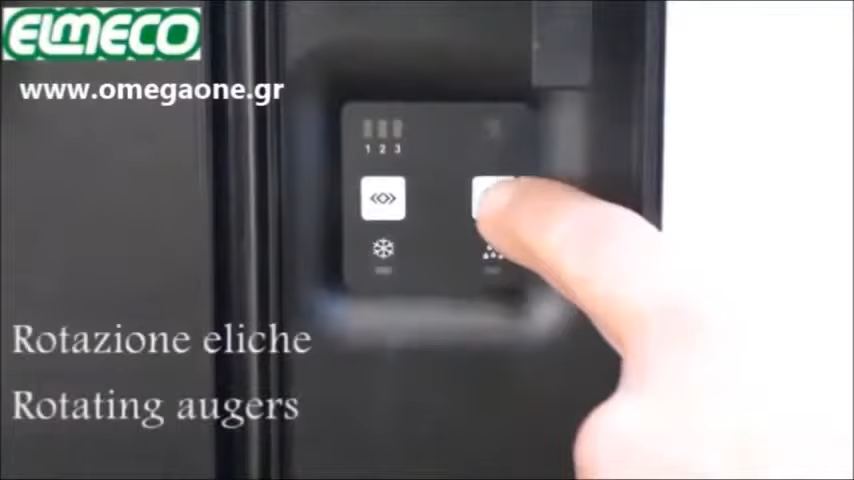 ELMECO
www.omegaone.gr
1 2 3
Rotazione eliche
Rotating augers